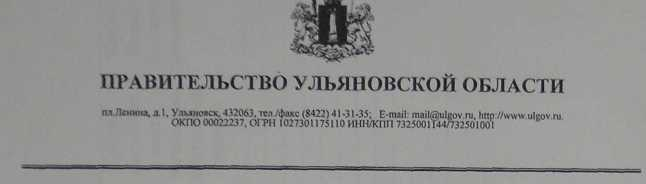 ПРАВИТЕЛЬСТВО УЛЬЯНОВСКОЙ ОБЛАСТИ
пл.Ленина, д.1, Ульяновск, 432063, тел./факс (8422) 41-31-35; E-mail: mail@ulgov.ru, http://www.ulgov.ru.
ОКПО 00022237, ОГРН 1027301175110 ИНН/КПП 7325001144/732501001